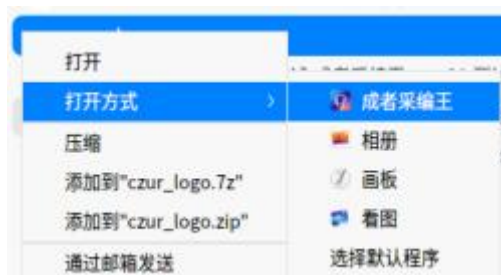 打开
打开方式
压缩
添加到"czur_logo.7z"
添加到"czur_logo.zip"
通过邮箱发送
成者采编王
相册
画板
看图
选择默认程序